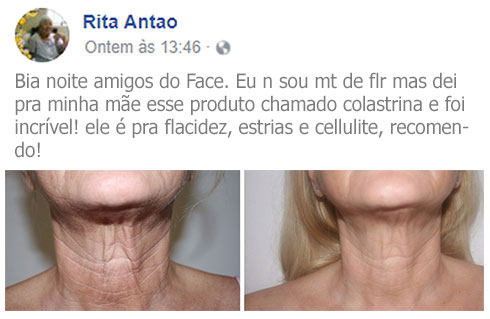 Rita Antao
Ontem às 13:46 ·
Bia noite amigos do Face. Eu n sou mt de flr mas dei
pra minha mãe esse produto chamado colastrina e foi
incrível! ele é pra flacidez, estrias e cellulite, recomen-
do!